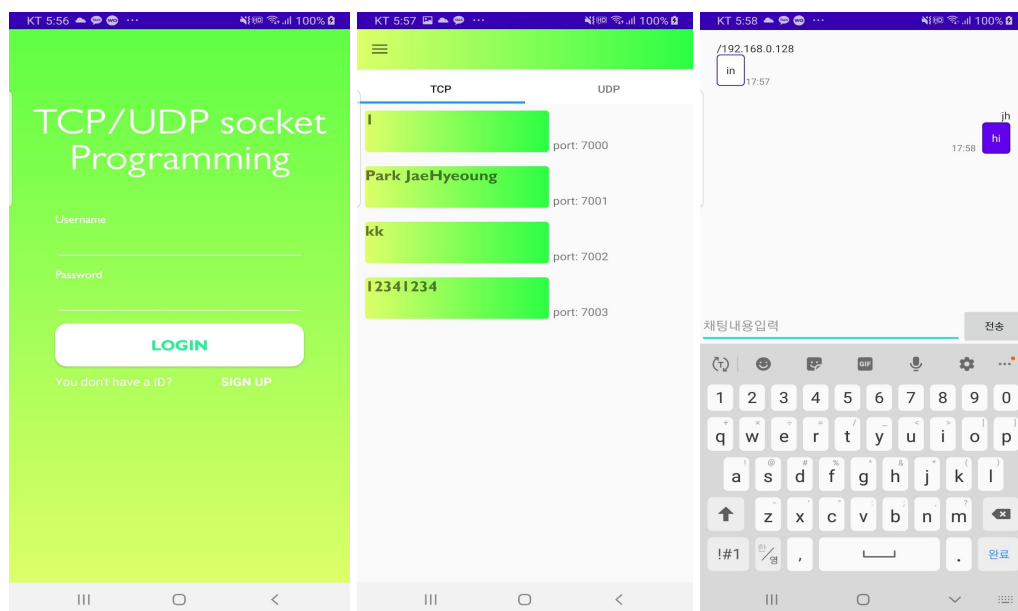 KT 5:56 ... 100%
TCP/UDP socket
Programming
Username
Password
LOGIN
You don't have a ID? SIGN UP
KT 5:57 ... 100%
TCP UDP
I
port: 7000
Park JaeHyeoung
port: 7001
kk
port: 7002
12341234
port: 7003
KT 5:58 ... 100%
/192.168.0.128
in
17:57
jh
hi
17:58
채팅내용입력 전송
GIF
1 2 3 4 5 6 7 8 9 0
q w e r t y u i o p
a s d f g h j k l
z x c v b n m
!#1 한/영 , . 완료